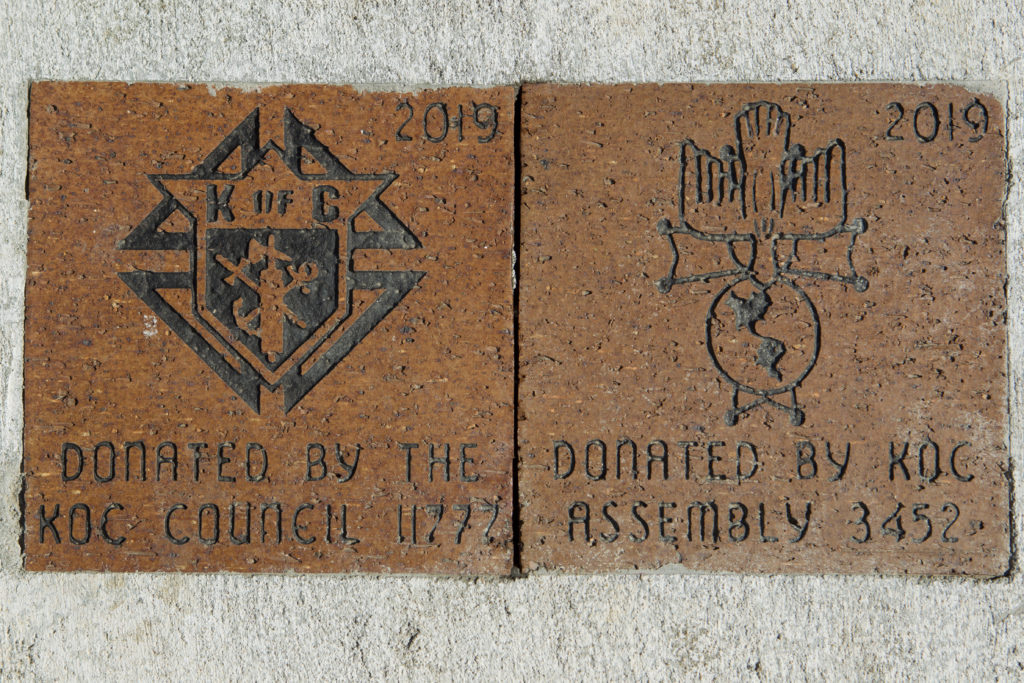 2019
K OF C
DONATED BY THE
KOC COUNCIL 11777
2019
DONATED BY KOC
ASSEMBLY 3452